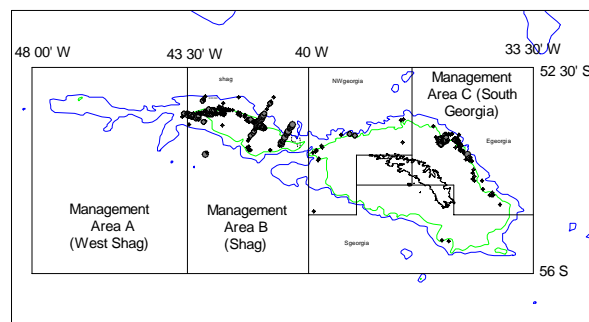 48 00' W
43 30' W
40 W
33 30' W
52 30' S
shag
NWgeorgia
Management
Area C (South
Georgia)
Egeorgia
Management
Area A
(West Shag)
Management
Area B
(Shag)
Sgeorgia
56 S